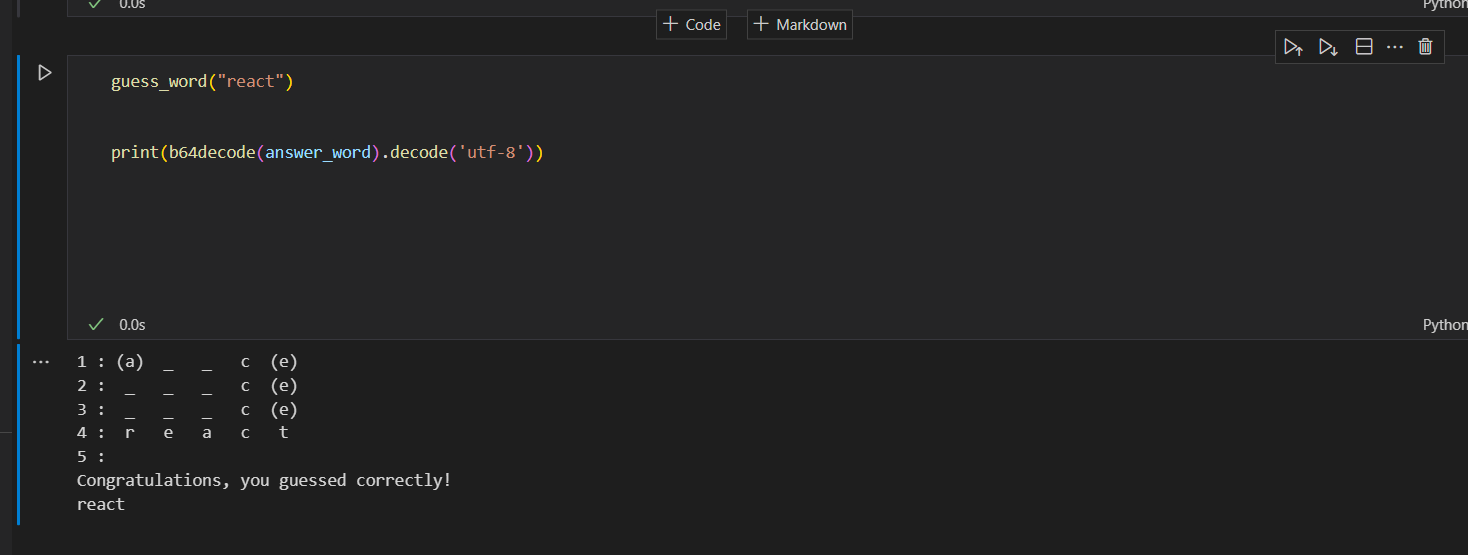 0.0s
+ Code + Markdown
guess_word("react")
print(b64decode(answer_word).decode('utf-8'))
0.0s Python
1 : (a) _ _ c (e)
2 : _ _ _ c (e)
3 : _ _ _ c (e)
4 : r e a c t
5 :
Congratulations, you guessed correctly!
react